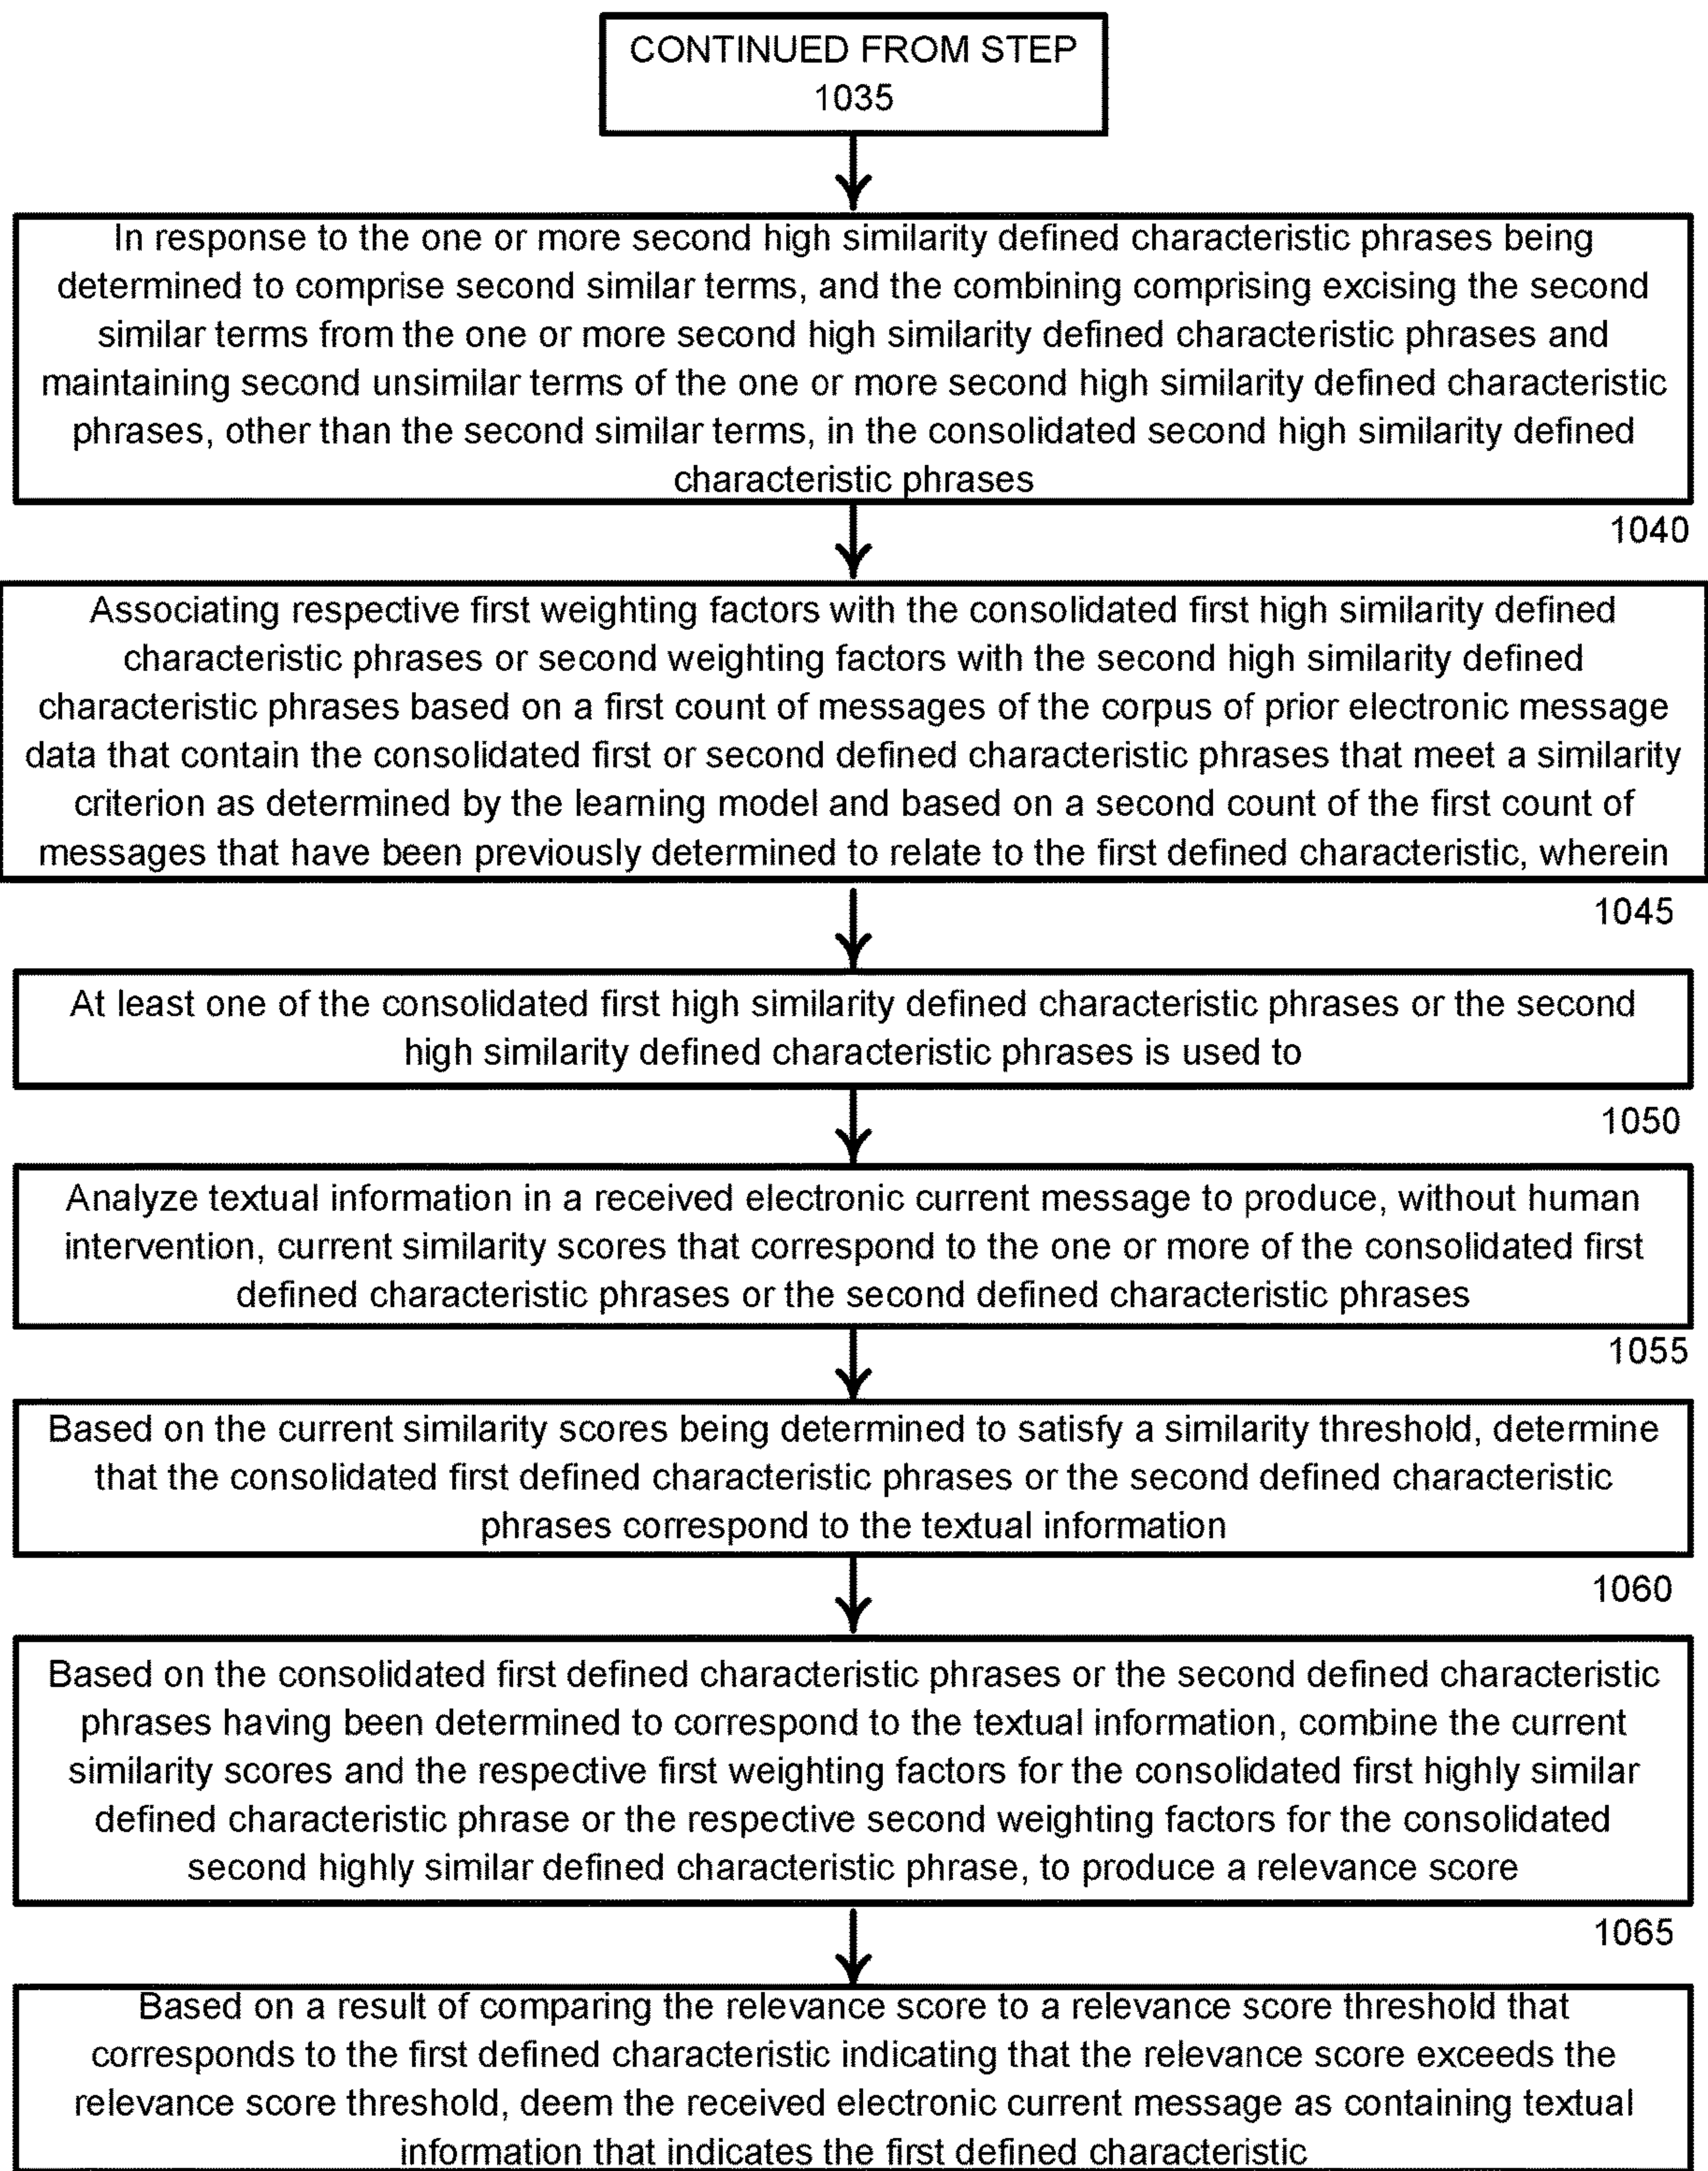 CONTINUED FROM STEP
1035
In response to the one or more second high similarity defined characteristic phrases being
determined to comprise second similar terms, and the combining comprising excising the second
similar terms from the one or more second high similarity defined characteristic phrases and
maintaining second unsimilar terms of the one or more second high similarity defined characteristic
phrases, other than the second similar terms, in the consolidated second high similarity defined
characteristic phrases
1040
Associating respective first weighting factors with the consolidated first high similarity defined
characteristic phrases or second weighting factors with the second high similarity defined
characteristic phrases based on a first count of messages of the corpus of prior electronic message
data that contain the consolidated first or second defined characteristic phrases that meet a similarity
criterion as determined by the learning model and based on a second count of the first count of
messages that have been previously determined to relate to the first defined characteristic, wherein
1045
At least one of the consolidated first high similarity defined characteristic phrases or the second
high similarity defined characteristic phrases is used to
1050
Analyze textual information in a received electronic current message to produce, without human
intervention, current similarity scores that correspond to the one or more of the consolidated first
defined characteristic phrases or the second defined characteristic phrases
1055
Based on the current similarity scores being determined to satisfy a similarity threshold, determine
that the consolidated first defined characteristic phrases or the second defined characteristic
phrases correspond to the textual information
1060
Based on the consolidated first defined characteristic phrases or the second defined characteristic
phrases having been determined to correspond to the textual information, combine the current
similarity scores and the respective first weighting factors for the consolidated first highly similar
defined characteristic phrase or the respective second weighting factors for the consolidated
second highly similar defined characteristic phrase, to produce a relevance score
1065
Based on a result of comparing the relevance score to a relevance score threshold that
corresponds to the first defined characteristic indicating that the relevance score exceeds the
relevance score threshold, deem the received electronic current message as containing textual
information that indicates the first defined characteristic